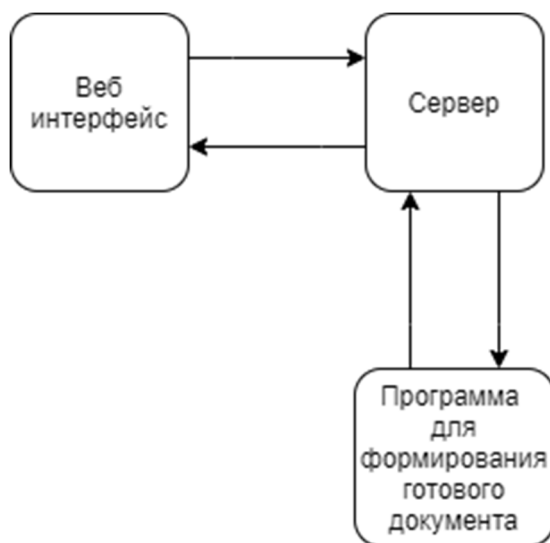 Веб
интерфейс
Сервер
Программа
для
формирования
готового
документа